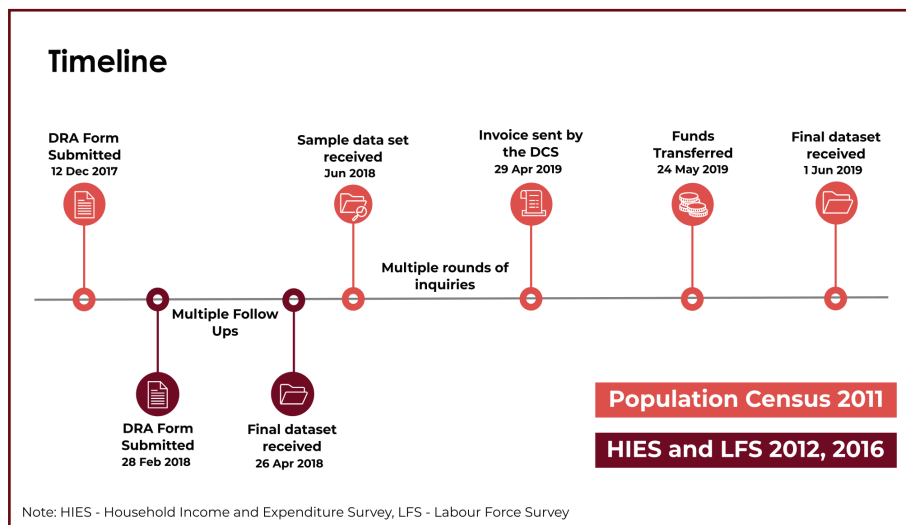 Timeline
DRA Form
Submitted
12 Dec 2017
Sample data set
received
Jun 2018
Invoice sent by
the DCS
29 Apr 2019
Funds
Transferred
24 May 2019
Final dataset
received
1 Jun 2019
Multiple rounds of
inquiries
Multiple Follow
Ups
DRA Form
Submitted
28 Feb 2018
Final dataset
received
26 Apr 2018
Population Census 2011
HIES and LFS 2012, 2016
Note: HIES - Household Income and Expenditure Survey, LFS - Labour Force Survey